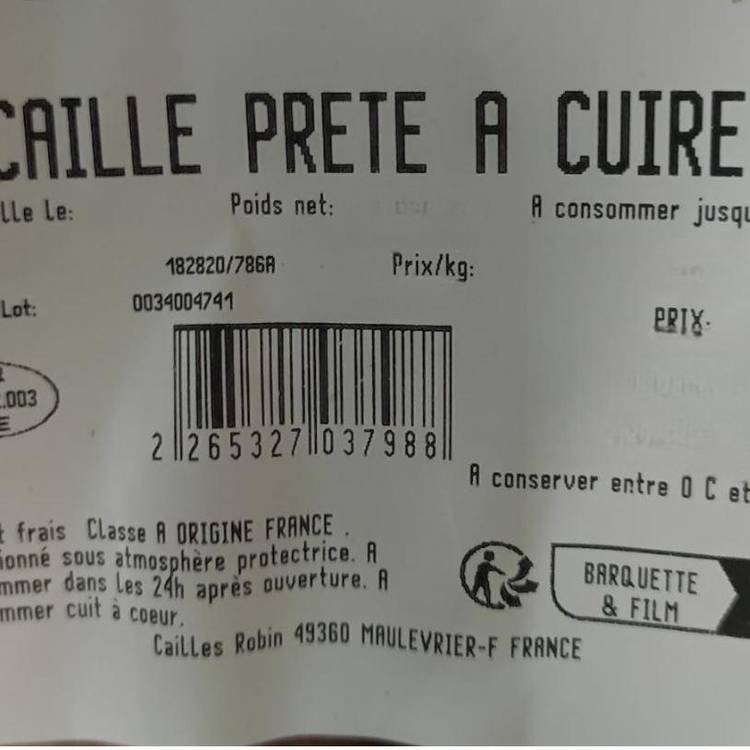 CAILLE PRETE A CUIRE
lle le: Poids net: A consommer jusqu
182820/786A Prix/kg:
Lot: 0034004741
PRIX:
.003
E
2 265327 037988
A conserver entre 0 C et
t frais Classe A ORIGINE FRANCE .
ionné sous atmosphère protectrice. A
mmer dans les 24h après ouverture. A
mmer cuit à coeur.
BARQUETTE
& FILM
Cailles Robin 49360 MAULEVRIER-F FRANCE